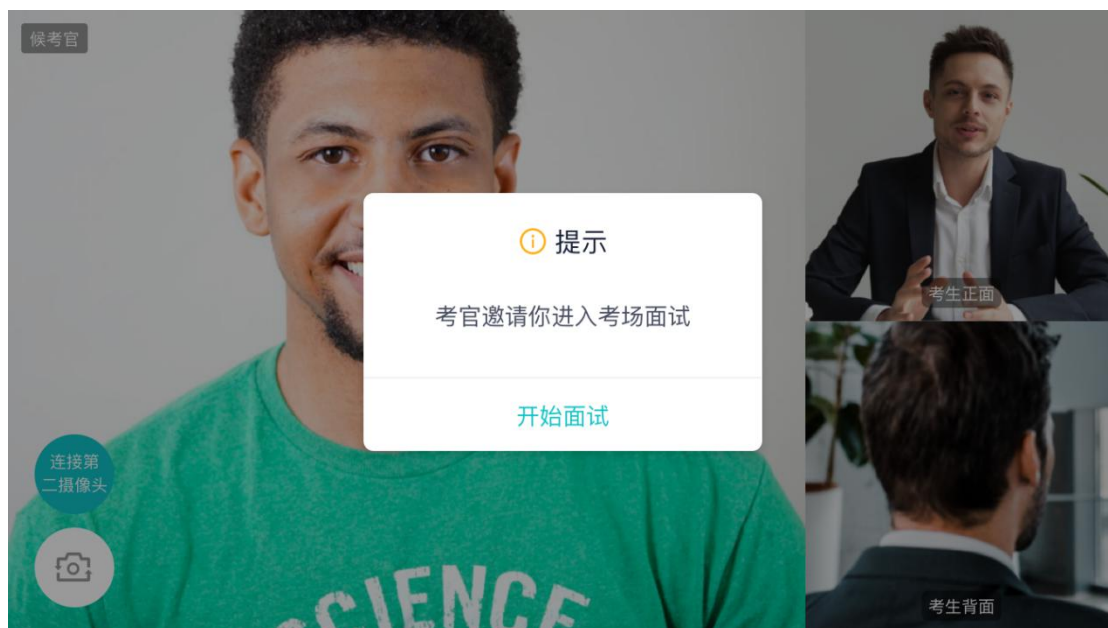 候考官
提示
考官邀请你进入考场面试
开始面试
考生正面
连接第
二摄像头
SCIENCE
考生背面